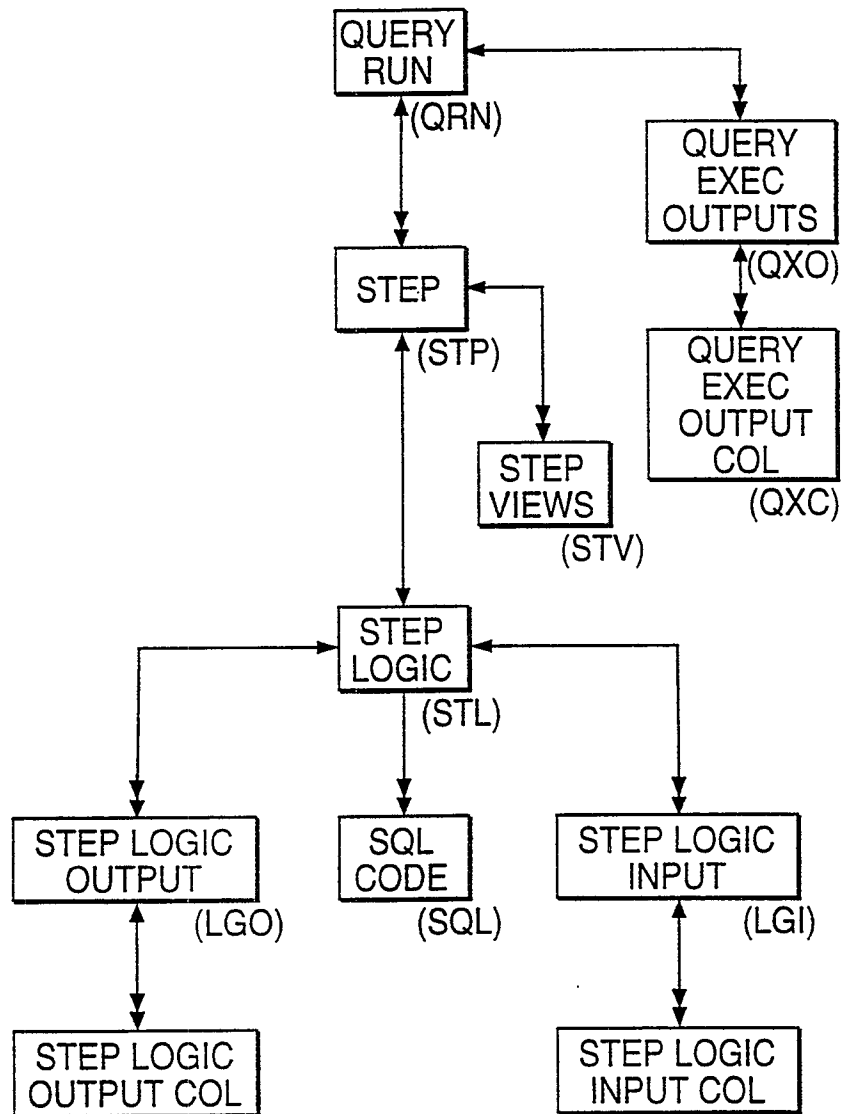 QUERY
RUN
(QRN)
QUERY
EXEC
OUTPUTS
(QXO)
STEP
(STP)
QUERY
EXEC
OUTPUT
COL
(QXC)
STEP
VIEWS
(STV)
STEP
LOGIC
(STL)
STEP LOGIC
OUTPUT
(LGO)
SQL
CODE
(SQL)
STEP LOGIC
INPUT
(LGI)
STEP LOGIC
OUTPUT COL
STEP LOGIC
INPUT COL